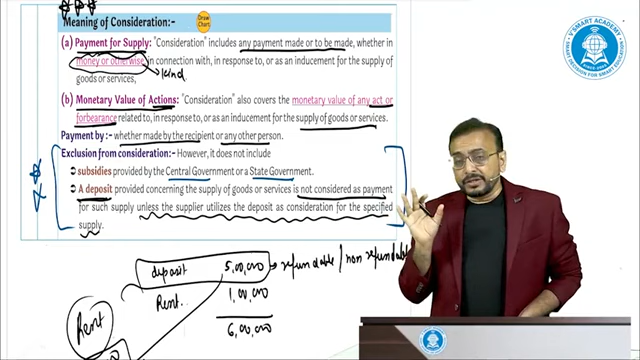 Meaning of Consideration:-
Draw
Chart
(a) Payment for Supply: "Consideration" includes any payment made or to be made, whether in
money or otherwise in connection with, in response to, or as an inducement for the supply of
goods or services,
kind
(b) Monetary Value of Actions: "Consideration" also covers the monetary value of any act or
forbearance related to, in response to, or as an inducement for the supply of goods or services.
Payment by :- whether made by the recipient or any other person.
Exclusion from consideration:- However, it does not include
subsidies provided by the Central Government or a State Government.
A deposit provided concerning the supply of goods or services is not considered as payment
for such supply unless the supplier utilizes the deposit as consideration for the specified
supply.
deposit 5,00,000 → refundable / non refundable
Rent.. 1,00,000
6,00,000
Rent
V SMART ACADEMY
SMART DECISION FOR SMART EDUCATION
SINCE 2003